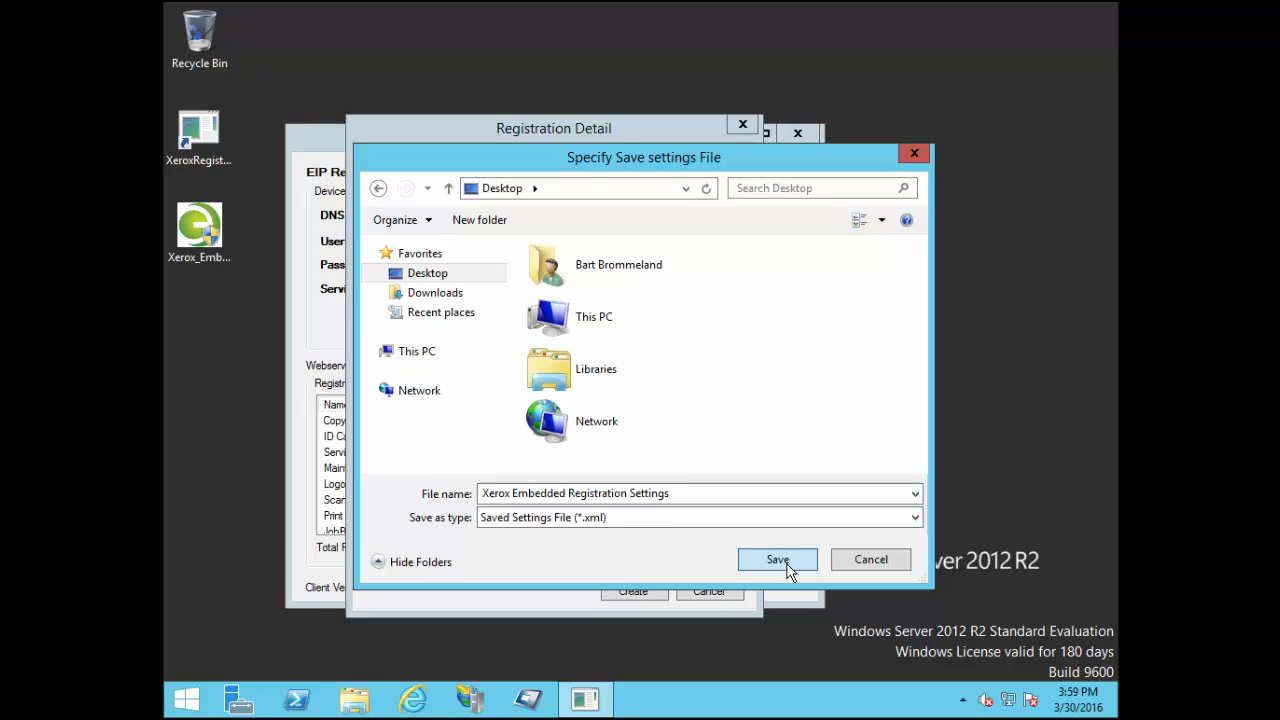 Recycle Bin
XeroxRegist...
Xerox_Emb...
Registration Detail
EIP Re
Device
DNS
User
Pass
Servi
Webserv
Registr
Name
Copy
ID Ca
Servi
Main
Logo
Scan
Print
JobB
Total R
Client Ve
Specify Save settings File
Desktop
Search Desktop
Organize
New folder
Favorites
Desktop
Downloads
Recent places
This PC
Network
Bart Brommeland
This PC
Libraries
Network
File name: Xerox Embedded Registration Settings
Save as type: Saved Settings File (*.xml)
Hide Folders
Save
Cancel
Create
Cancel
ver 2012 R2
Windows Server 2012 R2 Standard Evaluation
Windows License valid for 180 days
Build 9600
3:59 PM
3/30/2016